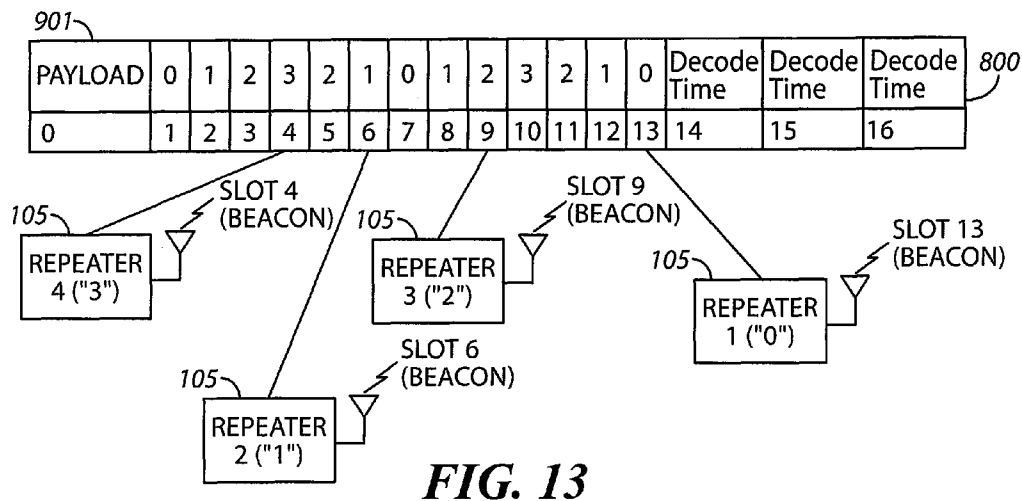 901
PAYLOAD 0 1 2 3 2 1 0 1 2 3 2 1 0 Decode Time Decode Time Decode Time
800
0 1 2 3 4 5 6 7 8 9 10 11 12 13 14 15 16
105
REPEATER
4 ("3")
SLOT 4
(BEACON)
105
REPEATER
3 ("2")
SLOT 9
(BEACON)
105
REPEATER
1 ("0")
SLOT 13
(BEACON)
105
REPEATER
2 ("1")
SLOT 6
(BEACON)
FIG. 13